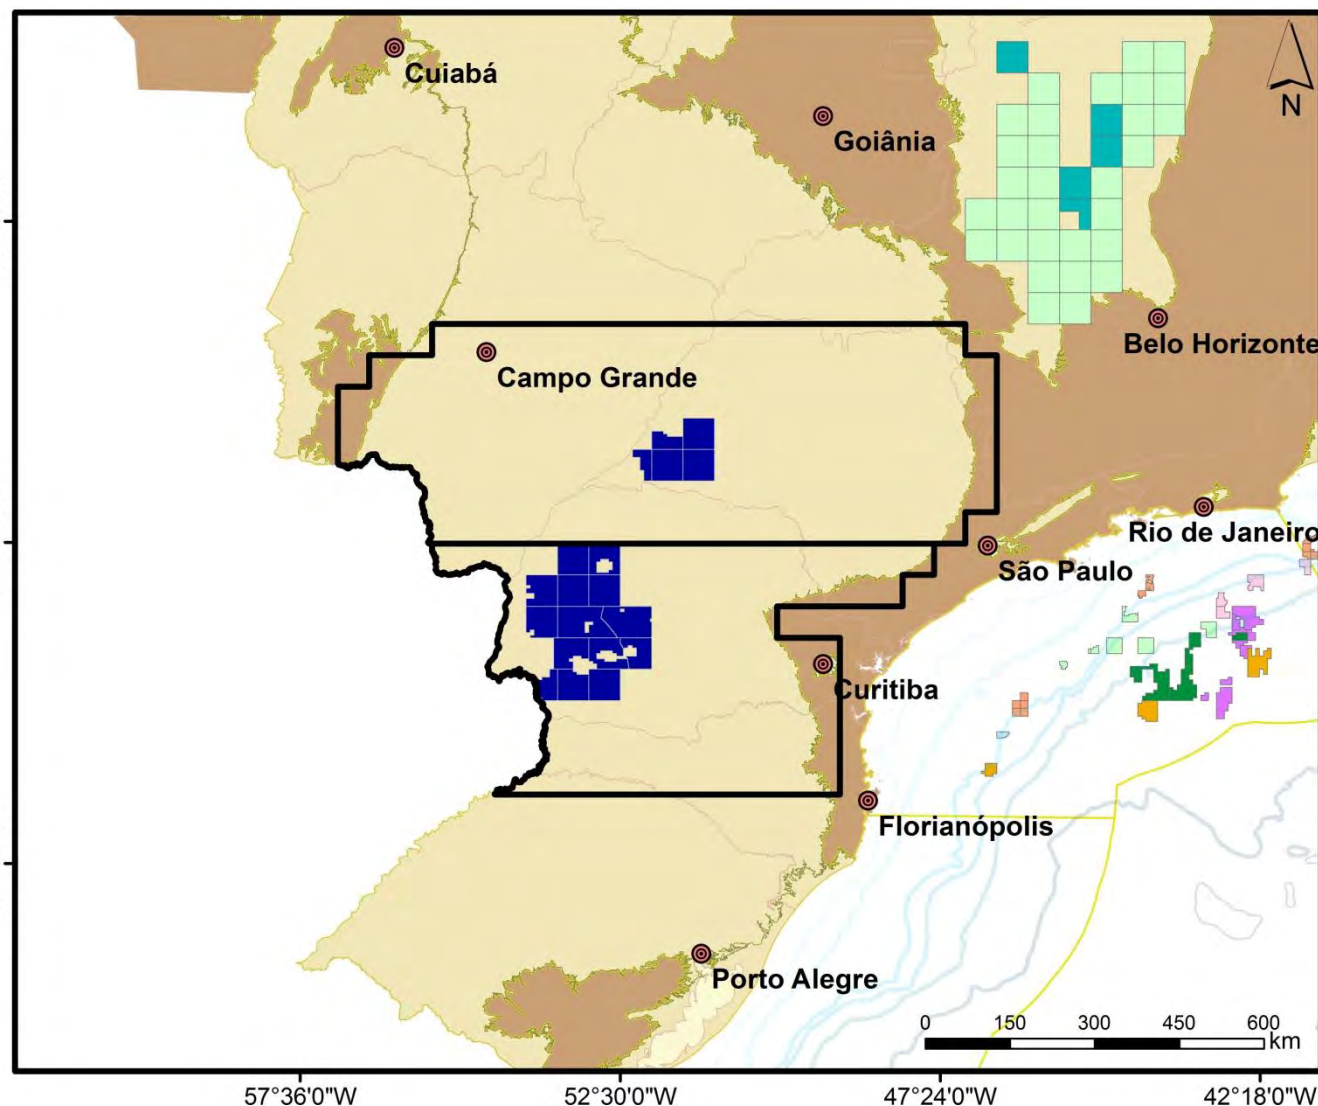 Cuiabá
Goiânia
N
Belo Horizonte
Campo Grande
Rio de Janeiro
São Paulo
Curitiba
Florianópolis
Porto Alegre
0 150 300 450 600
km
57°36'0"W 52°30'0"W 47°24'0"W 42°18'0"W